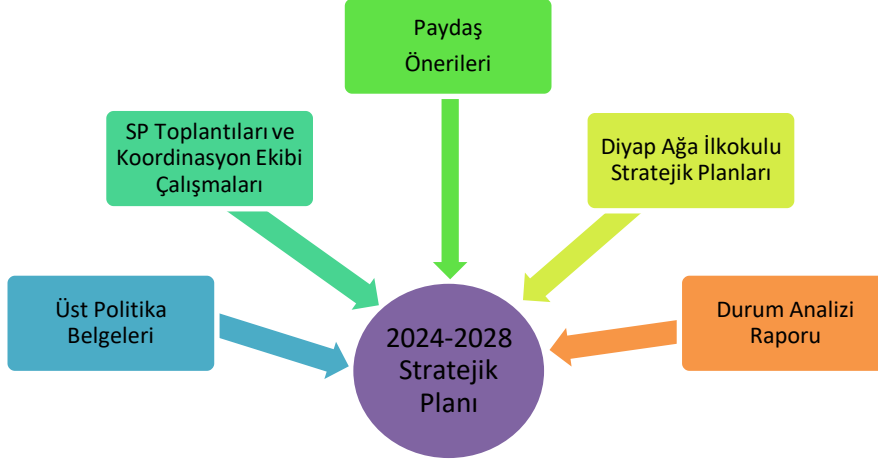 Paydaş
Önerileri
SP Toplantıları ve
Koordinasyon Ekibi
Çalışmaları
Diyap Ağa İlkokulu
Stratejik Planları
Üst Politika
Belgeleri
2024-2028
Stratejik
Planı
Durum Analizi
Raporu